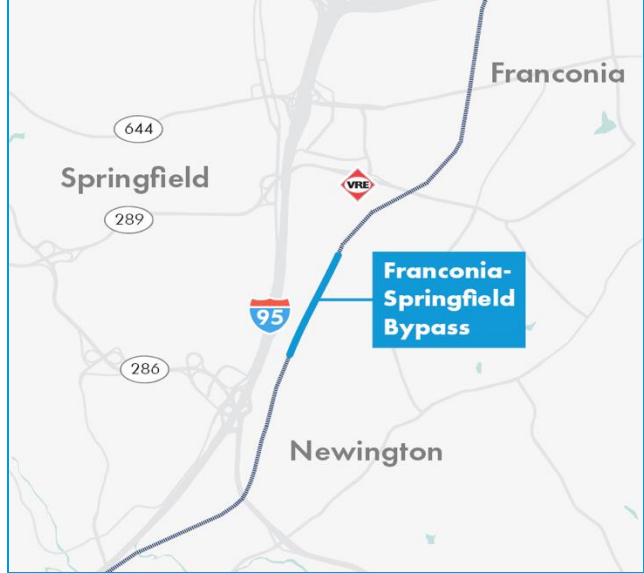 Franconia
644
Springfield
VRE
289
Franconia-
Springfield
Bypass
95
286
Newington